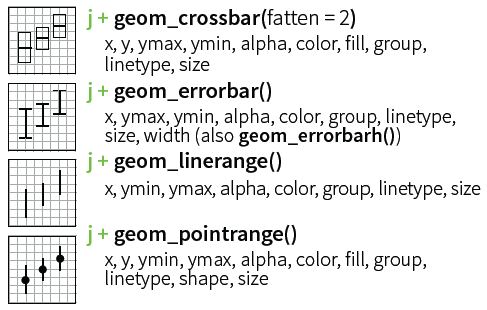 j + geom_crossbar(fatten = 2)
x, y, ymax, ymin, alpha, color, fill, group,
linetype, size
j + geom_errorbar()
x, ymax, ymin, alpha, color, group, linetype,
size, width (also geom_errorbarh())
j + geom_linerange()
x, ymin, ymax, alpha, color, group, linetype, size
j + geom_pointrange()
x, y, ymin, ymax, alpha, color, fill, group,
linetype, shape, size